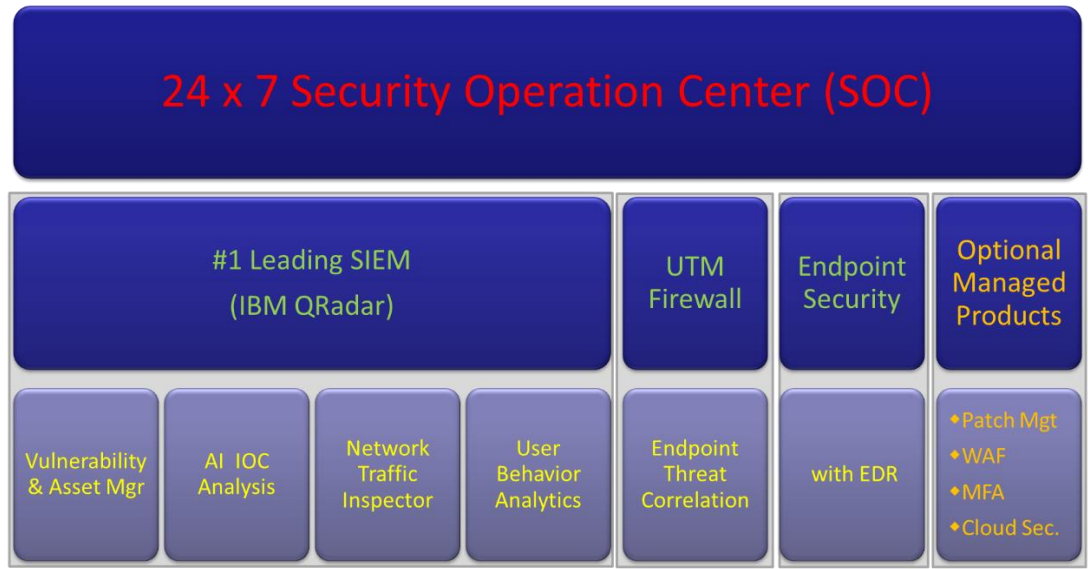 24 x 7 Security Operation Center (SOC)
#1 Leading SIEM
(IBM QRadar)
UTM
Firewall
Endpoint
Security
Optional
Managed
Products
Vulnerability
& Asset Mgr
AI IOC
Analysis
Network
Traffic
Inspector
User
Behavior
Analytics
Endpoint
Threat
Correlation
with EDR
❖Patch Mgt
❖WAF
❖MFA
❖Cloud Sec.